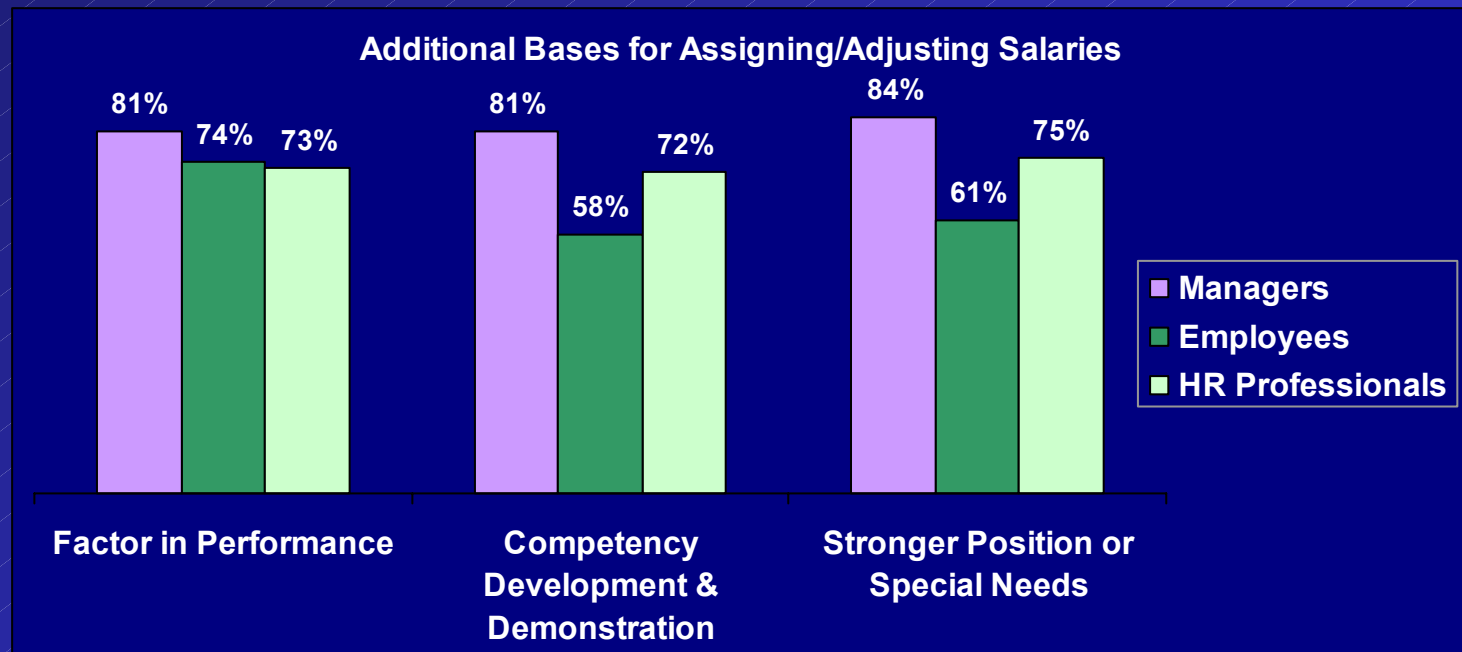 Additional Bases for Assigning/Adjusting Salaries
81%
74%
73%
81%
58%
72%
84%
61%
75%
Managers
Employees
HR Professionals
Factor in Performance
Competency
Development &
Demonstration
Stronger Position or
Special Needs